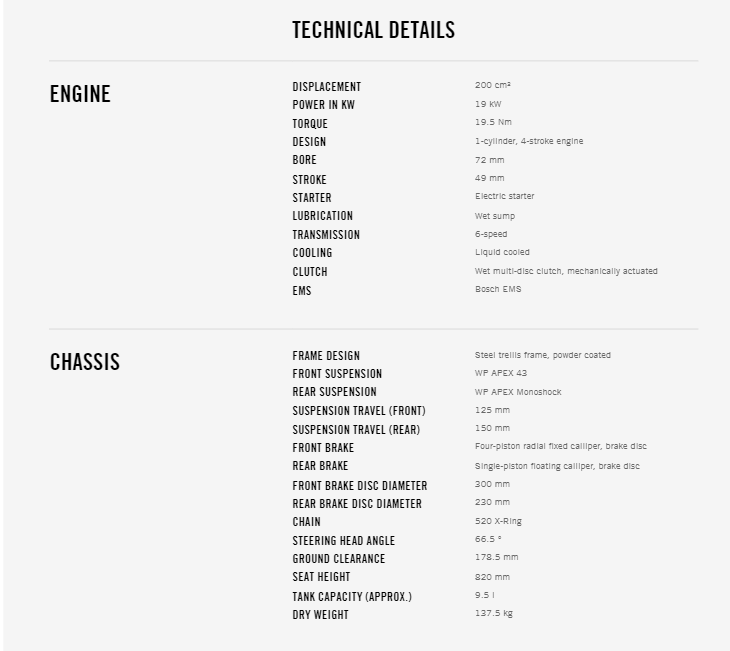 TECHNICAL DETAILS
ENGINE
DISPLACEMENT 200 cm³
POWER IN KW 19 kW
TORQUE 19.5 Nm
DESIGN 1-cylinder, 4-stroke engine
BORE 72 mm
STROKE 49 mm
STARTER Electric starter
LUBRICATION Wet sump
TRANSMISSION 6-speed
COOLING Liquid cooled
CLUTCH Wet multi-disc clutch, mechanically actuated
EMS Bosch EMS
CHASSIS
FRAME DESIGN Steel trellis frame, powder coated
FRONT SUSPENSION WP APEX 43
REAR SUSPENSION WP APEX Monoshock
SUSPENSION TRAVEL (FRONT) 125 mm
SUSPENSION TRAVEL (REAR) 150 mm
FRONT BRAKE Four-piston radial fixed calliper, brake disc
REAR BRAKE Single-piston floating calliper, brake disc
FRONT BRAKE DISC DIAMETER 300 mm
REAR BRAKE DISC DIAMETER 230 mm
CHAIN 520 X-Ring
STEERING HEAD ANGLE 66.5 °
GROUND CLEARANCE 178.5 mm
SEAT HEIGHT 820 mm
TANK CAPACITY (APPROX.) 9.5 l
DRY WEIGHT 137.5 kg